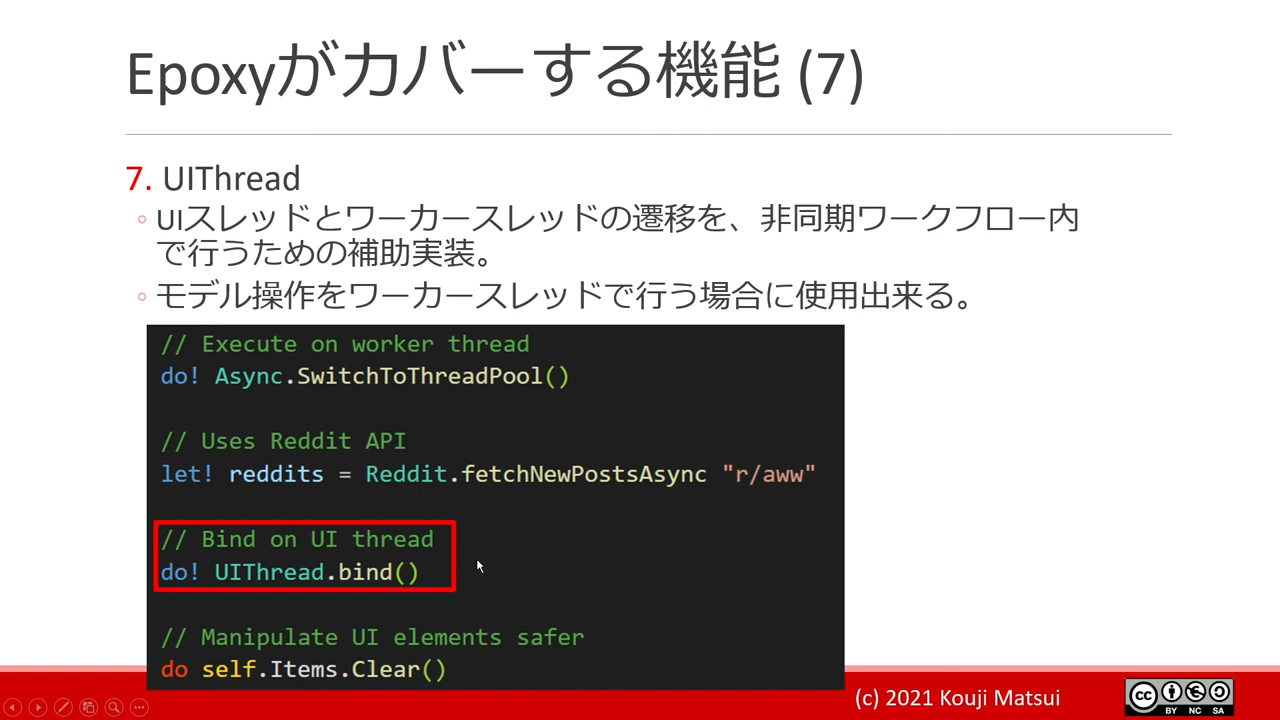 Epoxyがカバーする機能 (7)
7. UIThread
◦ UIスレッドとワーカースレッドの遷移を、非同期ワークフロー内
で行うための補助実装。
◦ モデル操作をワーカースレッドで行う場合に使用出来る。
// Execute on worker thread
do! Async.SwitchToThreadPool()
// Uses Reddit API
let! reddits = Reddit.fetchNewPostsAsync "r/aww"
// Bind on UI thread
do! UIThread.bind()
// Manipulate UI elements safer
do self.Items.Clear()
(c) 2021 Kouji Matsui
cc
BY NC SA